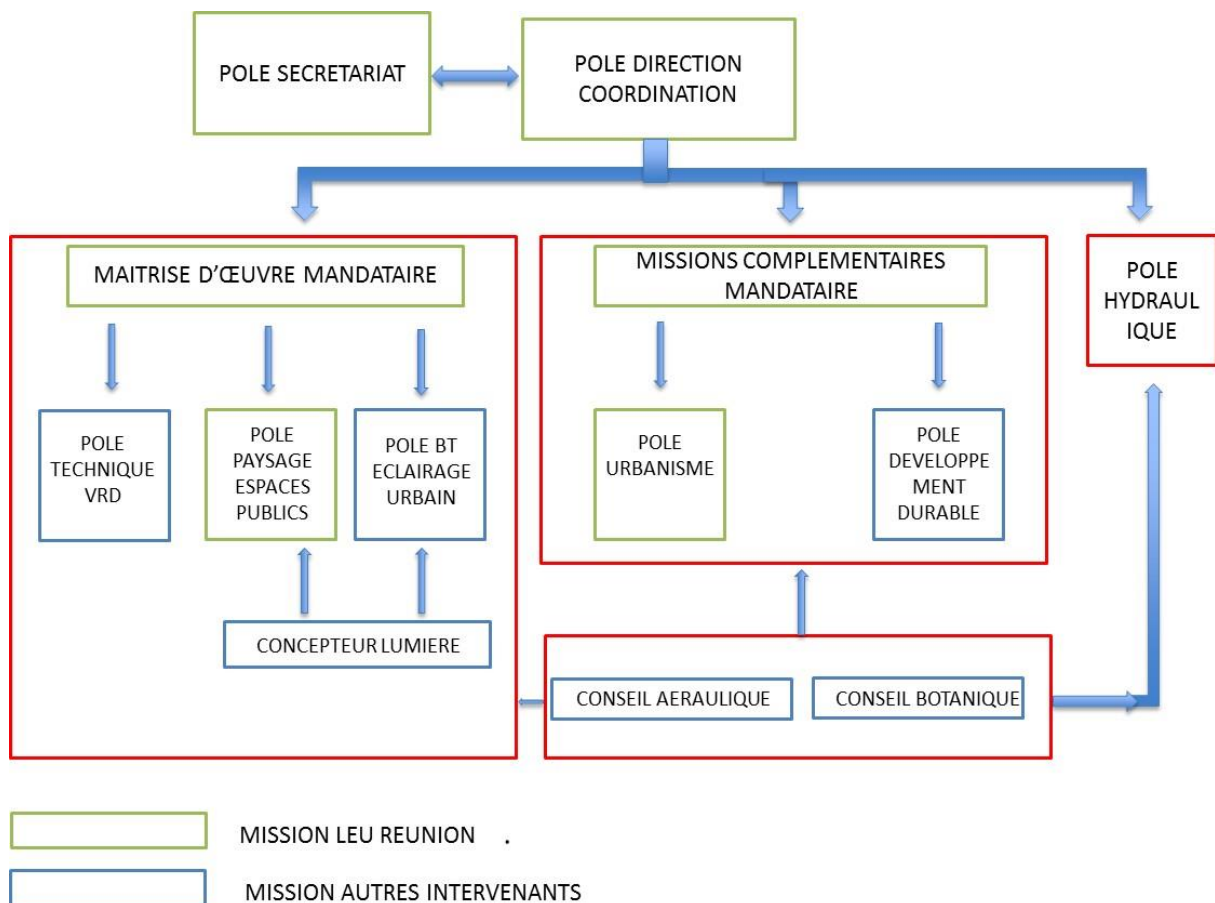 POLE SECRETARIAT
POLE DIRECTION
COORDINATION
MAITRISE D'ŒUVRE MANDATAIRE
MISSIONS COMPLEMENTAIRES
MANDATAIRE
POLE
HYDRAUL
IQUE
POLE
TECHNIQUE
VRD
POLE
PAYSAGE
ESPACES
PUBLICS
POLE BT
ECLAIRAGE
URBAIN
POLE
URBANISME
POLE
DEVELOPPE
MENT
DURABLE
CONCEPTEUR LUMIERE
CONSEIL AERAULIQUE
CONSEIL BOTANIQUE
MISSION LEU REUNION .
MISSION AUTRES INTERVENANTS